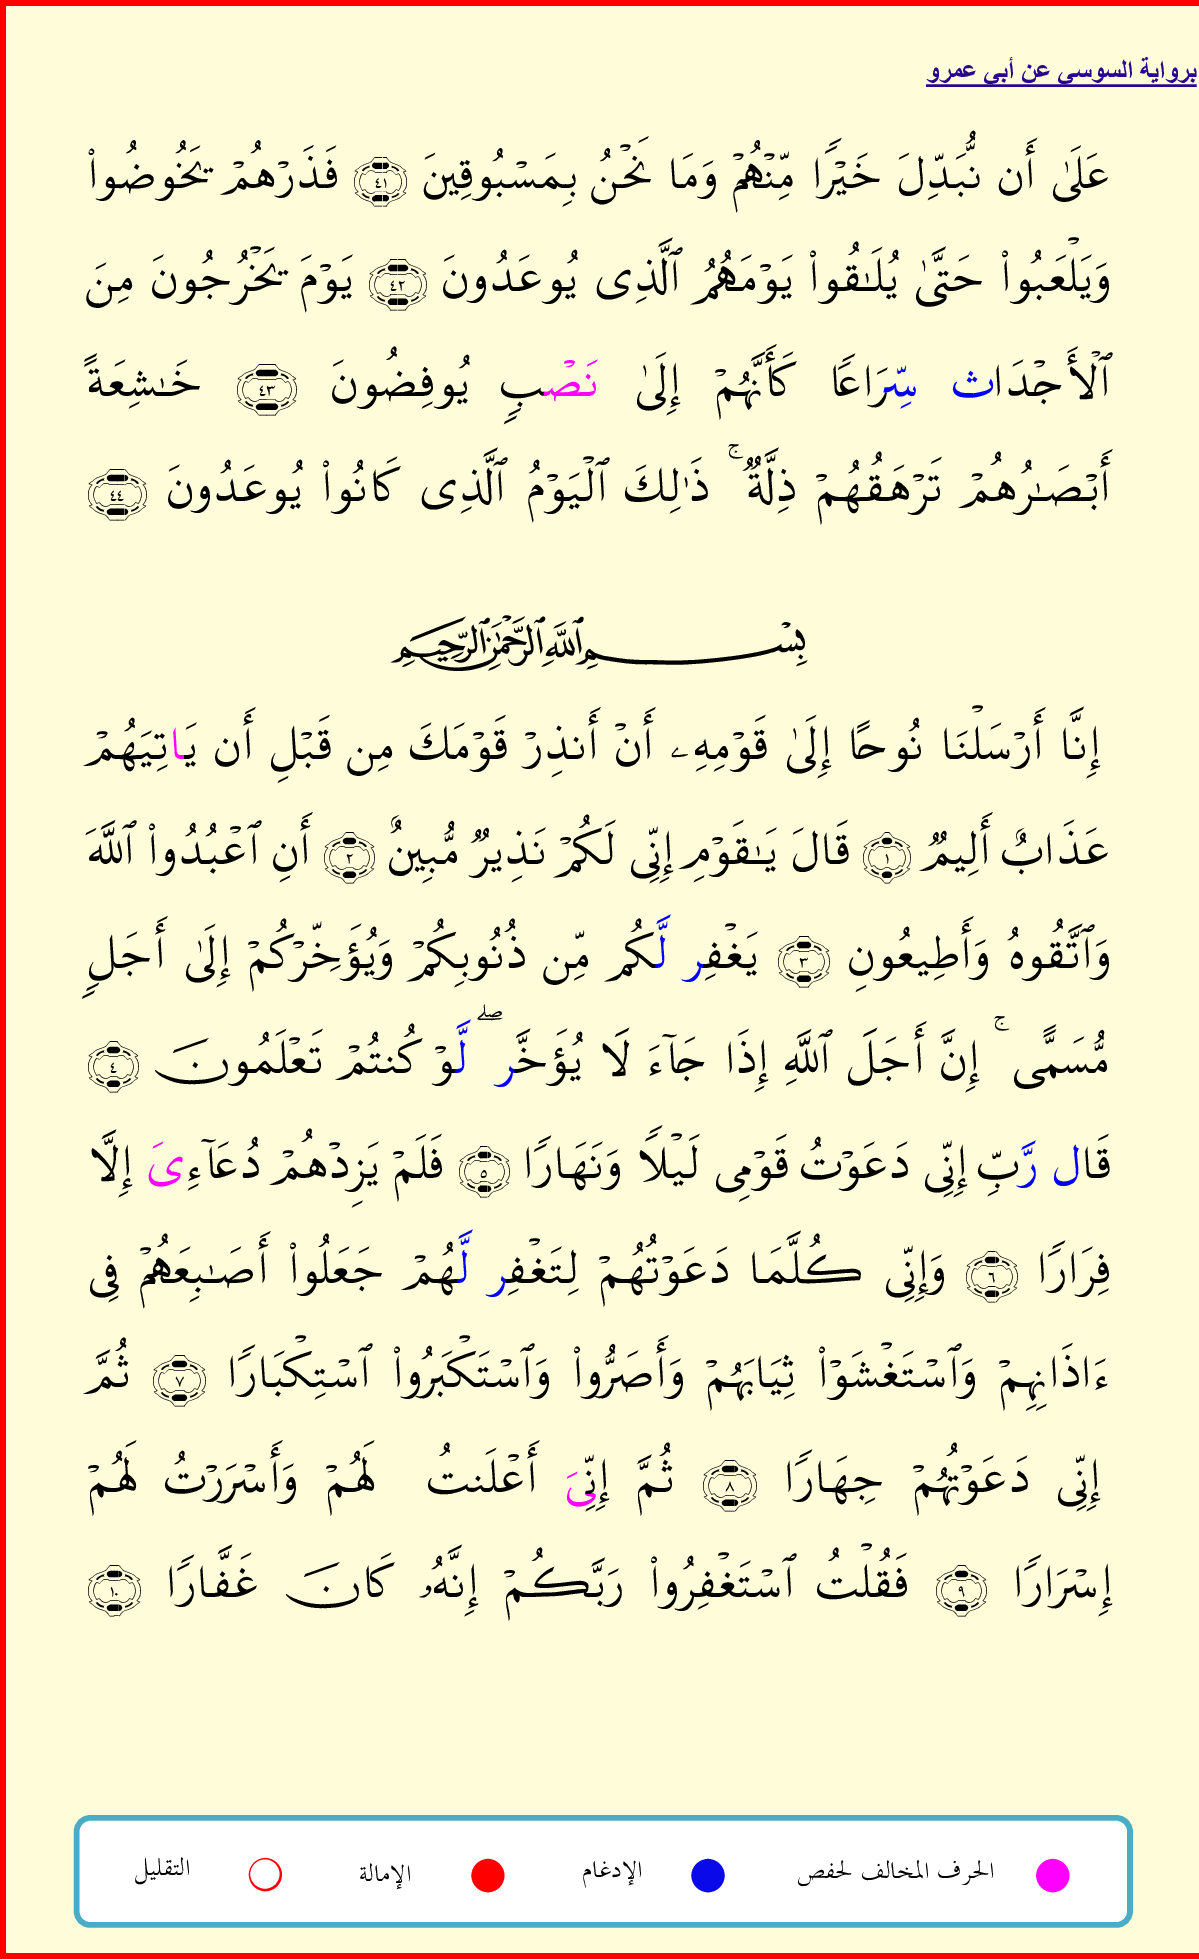 برواية السوسي عن أبي عمرو
عَلَىٰ أَن نُّبَدِّلَ خَيْرًا مِّنْهُمْ وَمَا نَحْنُ بِمَسْبُوقِينَ ٤١ فَذَرْهُمْ يَخُوضُوا۟
وَيَلْعَبُوا۟ حَتَّىٰ يُلَـٰقُوا۟ يَوْمَهُمُ ٱلَّذِى يُوعَدُونَ ٤٢ يَوْمَ يَخْرُجُونَ مِنَ
ٱلْأَجْدَاث سِّرَاعًا كَأَنَّهُمْ إِلَىٰ نَصْبٍ يُوفِضُونَ ٤٣ خَـٰشِعَةً
أَبْصَـٰرُهُمْ تَرْهَقُهُمْ ذِلَّةٌ ۚ ذَٰلِكَ ٱلْيَوْمُ ٱلَّذِى كَانُوا۟ يُوعَدُونَ ٤٤
بِسْمِ ٱللَّهِ ٱلرَّحْمَـٰنِ ٱلرَّحِيمِ
إِنَّا أَرْسَلْنَا نُوحًا إِلَىٰ قَوْمِهِۦ أَنْ أَنذِرْ قَوْمَكَ مِن قَبْلِ أَن يَاتِيَهُمْ
عَذَابٌ أَلِيمٌ ١ قَالَ يَـٰقَوْمِ إِنِّى لَكُمْ نَذِيرٌ مُّبِينٌ ٢ أَنِ ٱعْبُدُوا۟ ٱللَّهَ
وَٱتَّقُوهُ وَأَطِيعُونِ ٣ يَغْفِر لَّكُم مِّن ذُنُوبِكُمْ وَيُؤَخِّرْكُمْ إِلَىٰ أَجَلٍ
مُّسَمًّى ۚ إِنَّ أَجَلَ ٱللَّهِ إِذَا جَآءَ لَا يُؤَخَّر ۖ لَّوْ كُنتُمْ تَعْلَمُونَ ٤
قَال رَّبِّ إِنِّى دَعَوْتُ قَوْمِى لَيْلًا وَنَهَارًا ٥ فَلَمْ يَزِدْهُمْ دُعَآءِىَ إِلَّا
فِرَارًا ٦ وَإِنِّى كُلَّمَا دَعَوْتُهُمْ لِتَغْفِر لَّهُمْ جَعَلُوا۟ أَصَـٰبِعَهُمْ فِى
ءَاذَانِهِمْ وَٱسْتَغْشَوْا۟ ثِيَابَهُمْ وَأَصَرُّوا۟ وَٱسْتَكْبَرُوا۟ ٱسْتِكْبَارًا ٧ ثُمَّ
إِنِّى دَعَوْتُهُمْ جِهَارًا ٨ ثُمَّ إِنِّىَ أَعْلَنتُ لَهُمْ وَأَسْرَرْتُ لَهُمْ
إِسْرَارًا ٩ فَقُلْتُ ٱسْتَغْفِرُوا۟ رَبَّكُمْ إِنَّهُۥ كَانَ غَفَّارًا ١٠
الحرف المخالف لحفص الإدغام الإمالة التقليل